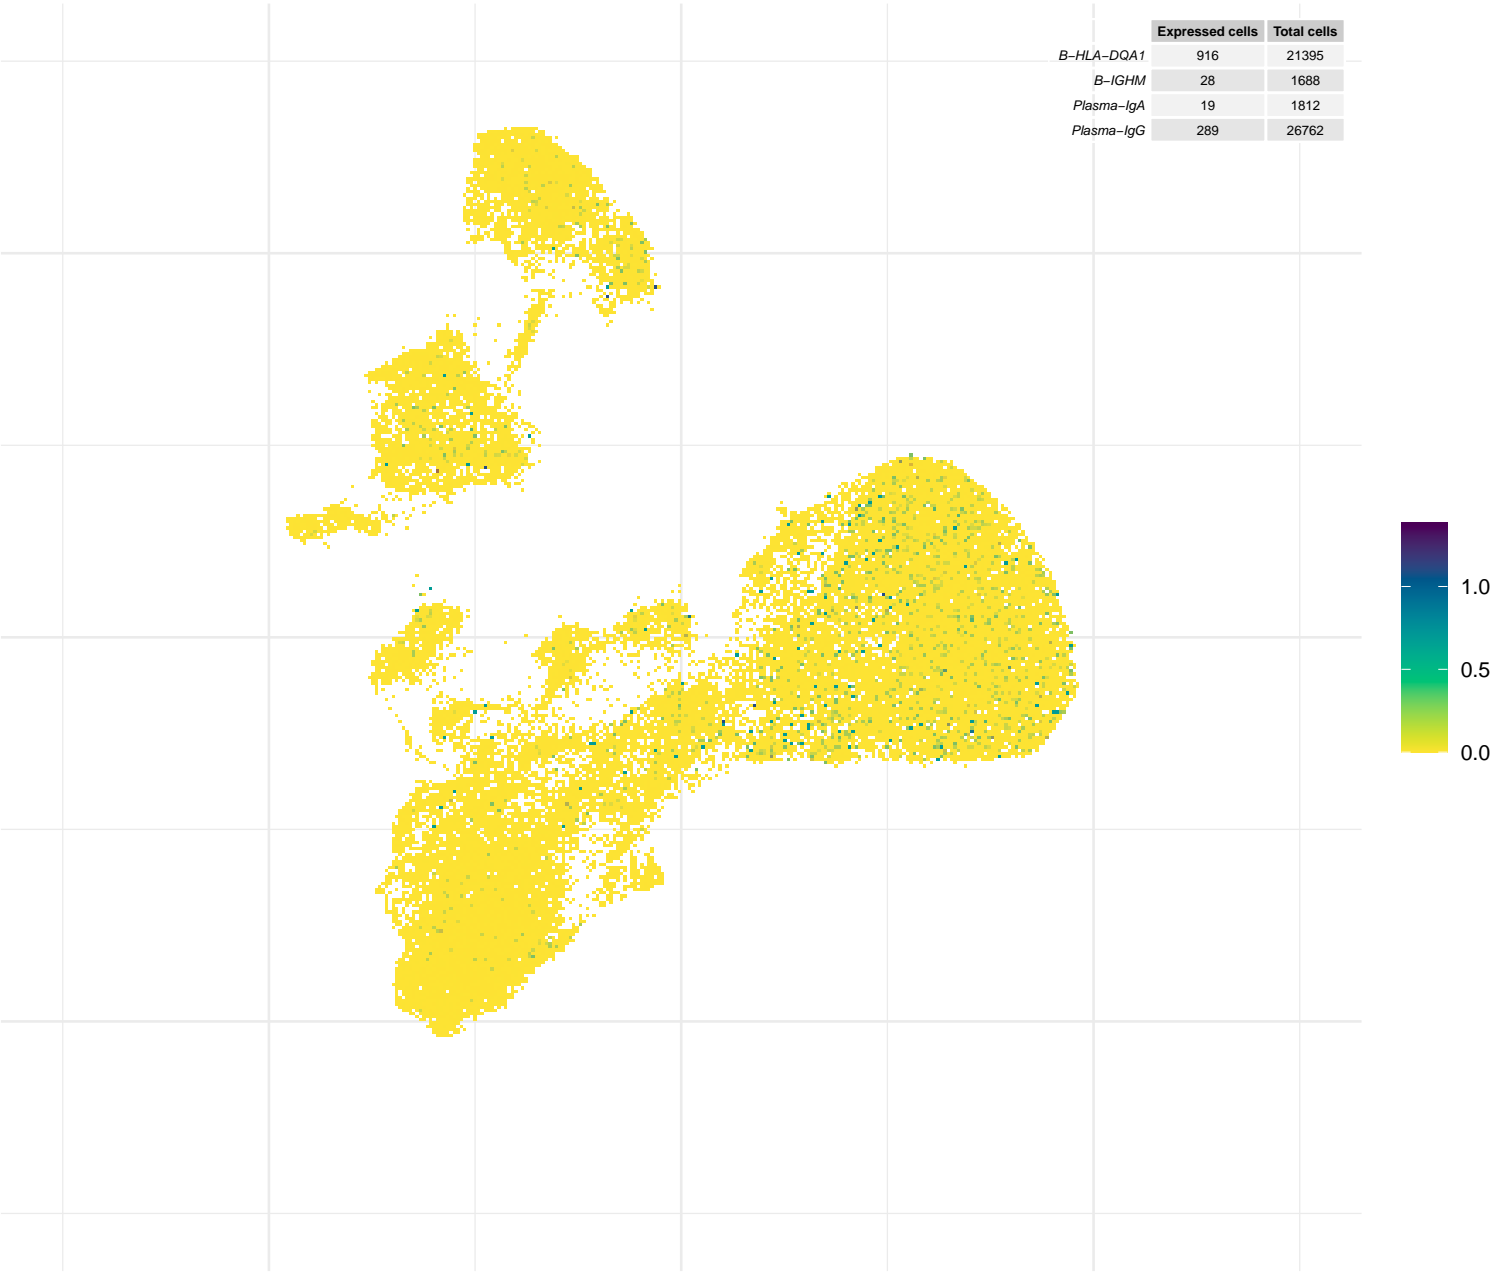 Expressed cells Total cells
B–HLA–DQA1 916 21395
B–IGHM 28 1688
Plasma–IgA 19 1812
Plasma–IgG 289 26762
1.0
0.5
0.0